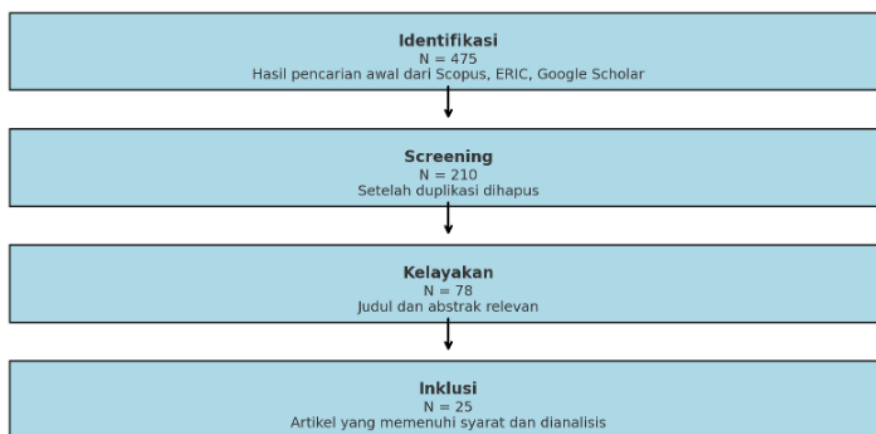 Identifikasi
N = 475
Hasil pencarian awal dari Scopus, ERIC, Google Scholar
Screening
N = 210
Setelah duplikasi dihapus
Kelayakan
N = 78
Judul dan abstrak relevan
Inklusi
N = 25
Artikel yang memenuhi syarat dan dianalisis